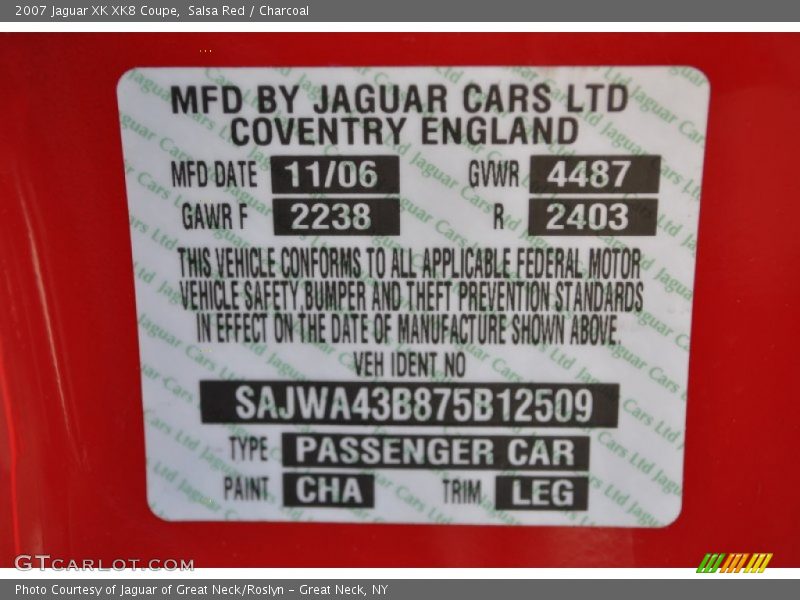 2007 Jaguar XK XK8 Coupe,  Salsa Red / Charcoal
MFD BY JAGUAR CARS LTD
COVENTRY ENGLAND
MFD DATE 11/06 GVWR 4487
GAWR F 2238 R 2403
THIS VEHICLE CONFORMS TO ALL APPLICABLE FEDERAL MOTOR
VEHICLE SAFETY, BUMPER AND THEFT PREVENTION STANDARDS
IN EFFECT ON THE DATE OF MANUFACTURE SHOWN ABOVE.
VEH IDENT NO
SAJWA43B875B12509
TYPE PASSENGER CAR
PAINT CHA TRIM LEG
GTCARLOT.COM
Photo Courtesy of Jaguar of Great Neck/Roslyn - Great Neck, NY